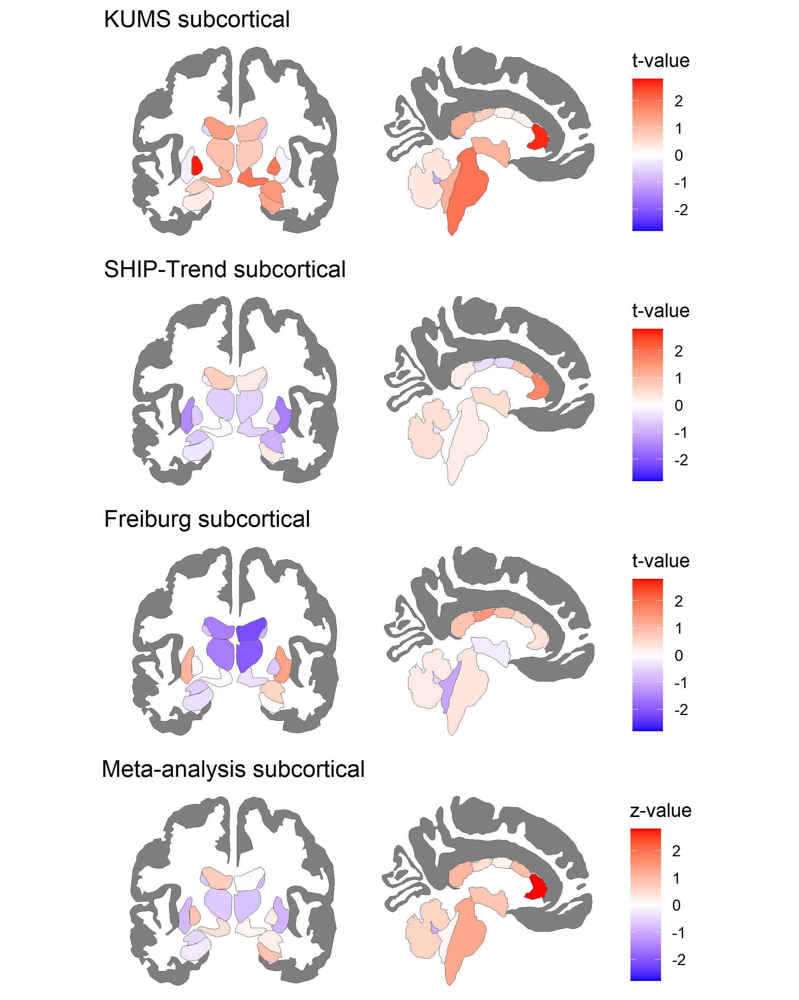 KUMS subcortical
t-value
2
1
0
-1
-2
SHIP-Trend subcortical
t-value
2
1
0
-1
-2
Freiburg subcortical
t-value
2
1
0
-1
-2
Meta-analysis subcortical
z-value
2
1
0
-1
-2